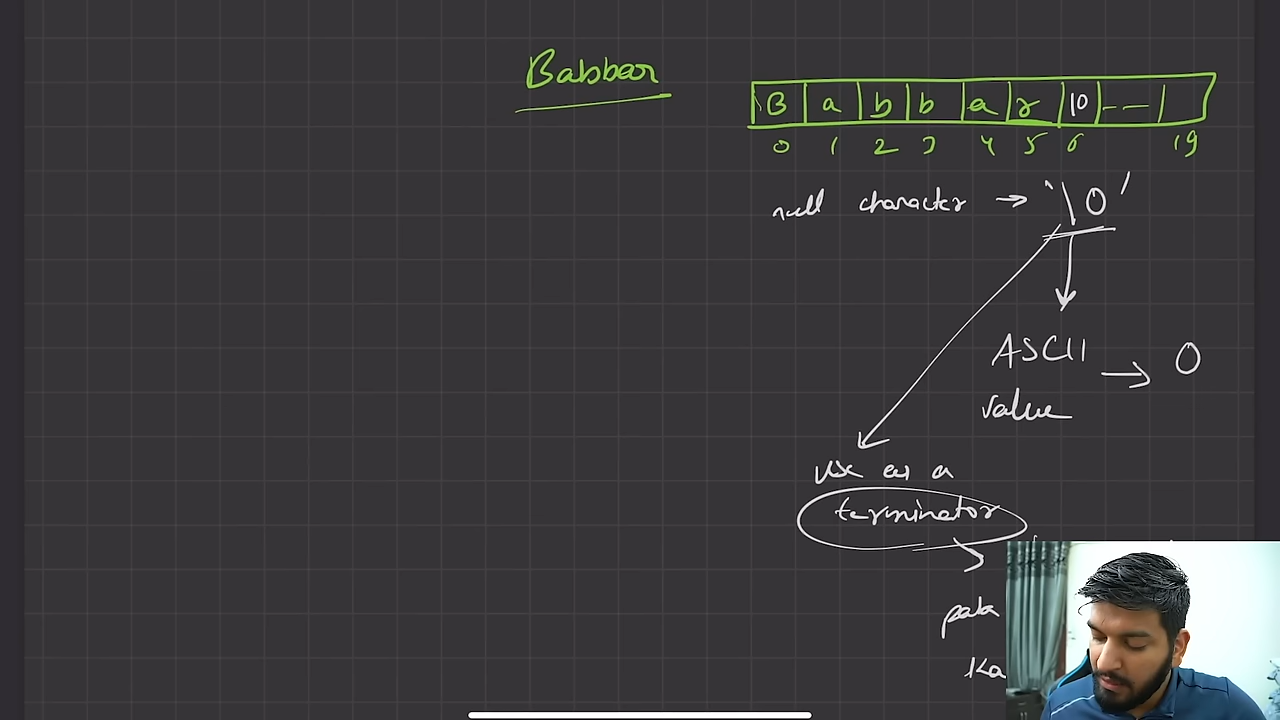 Babbar
B a b b a r \0 -- 
0 1 2 3 4 5 6 19
null character → '\0'
ASCII → 0
value
use as a
terminator
pata
Ka